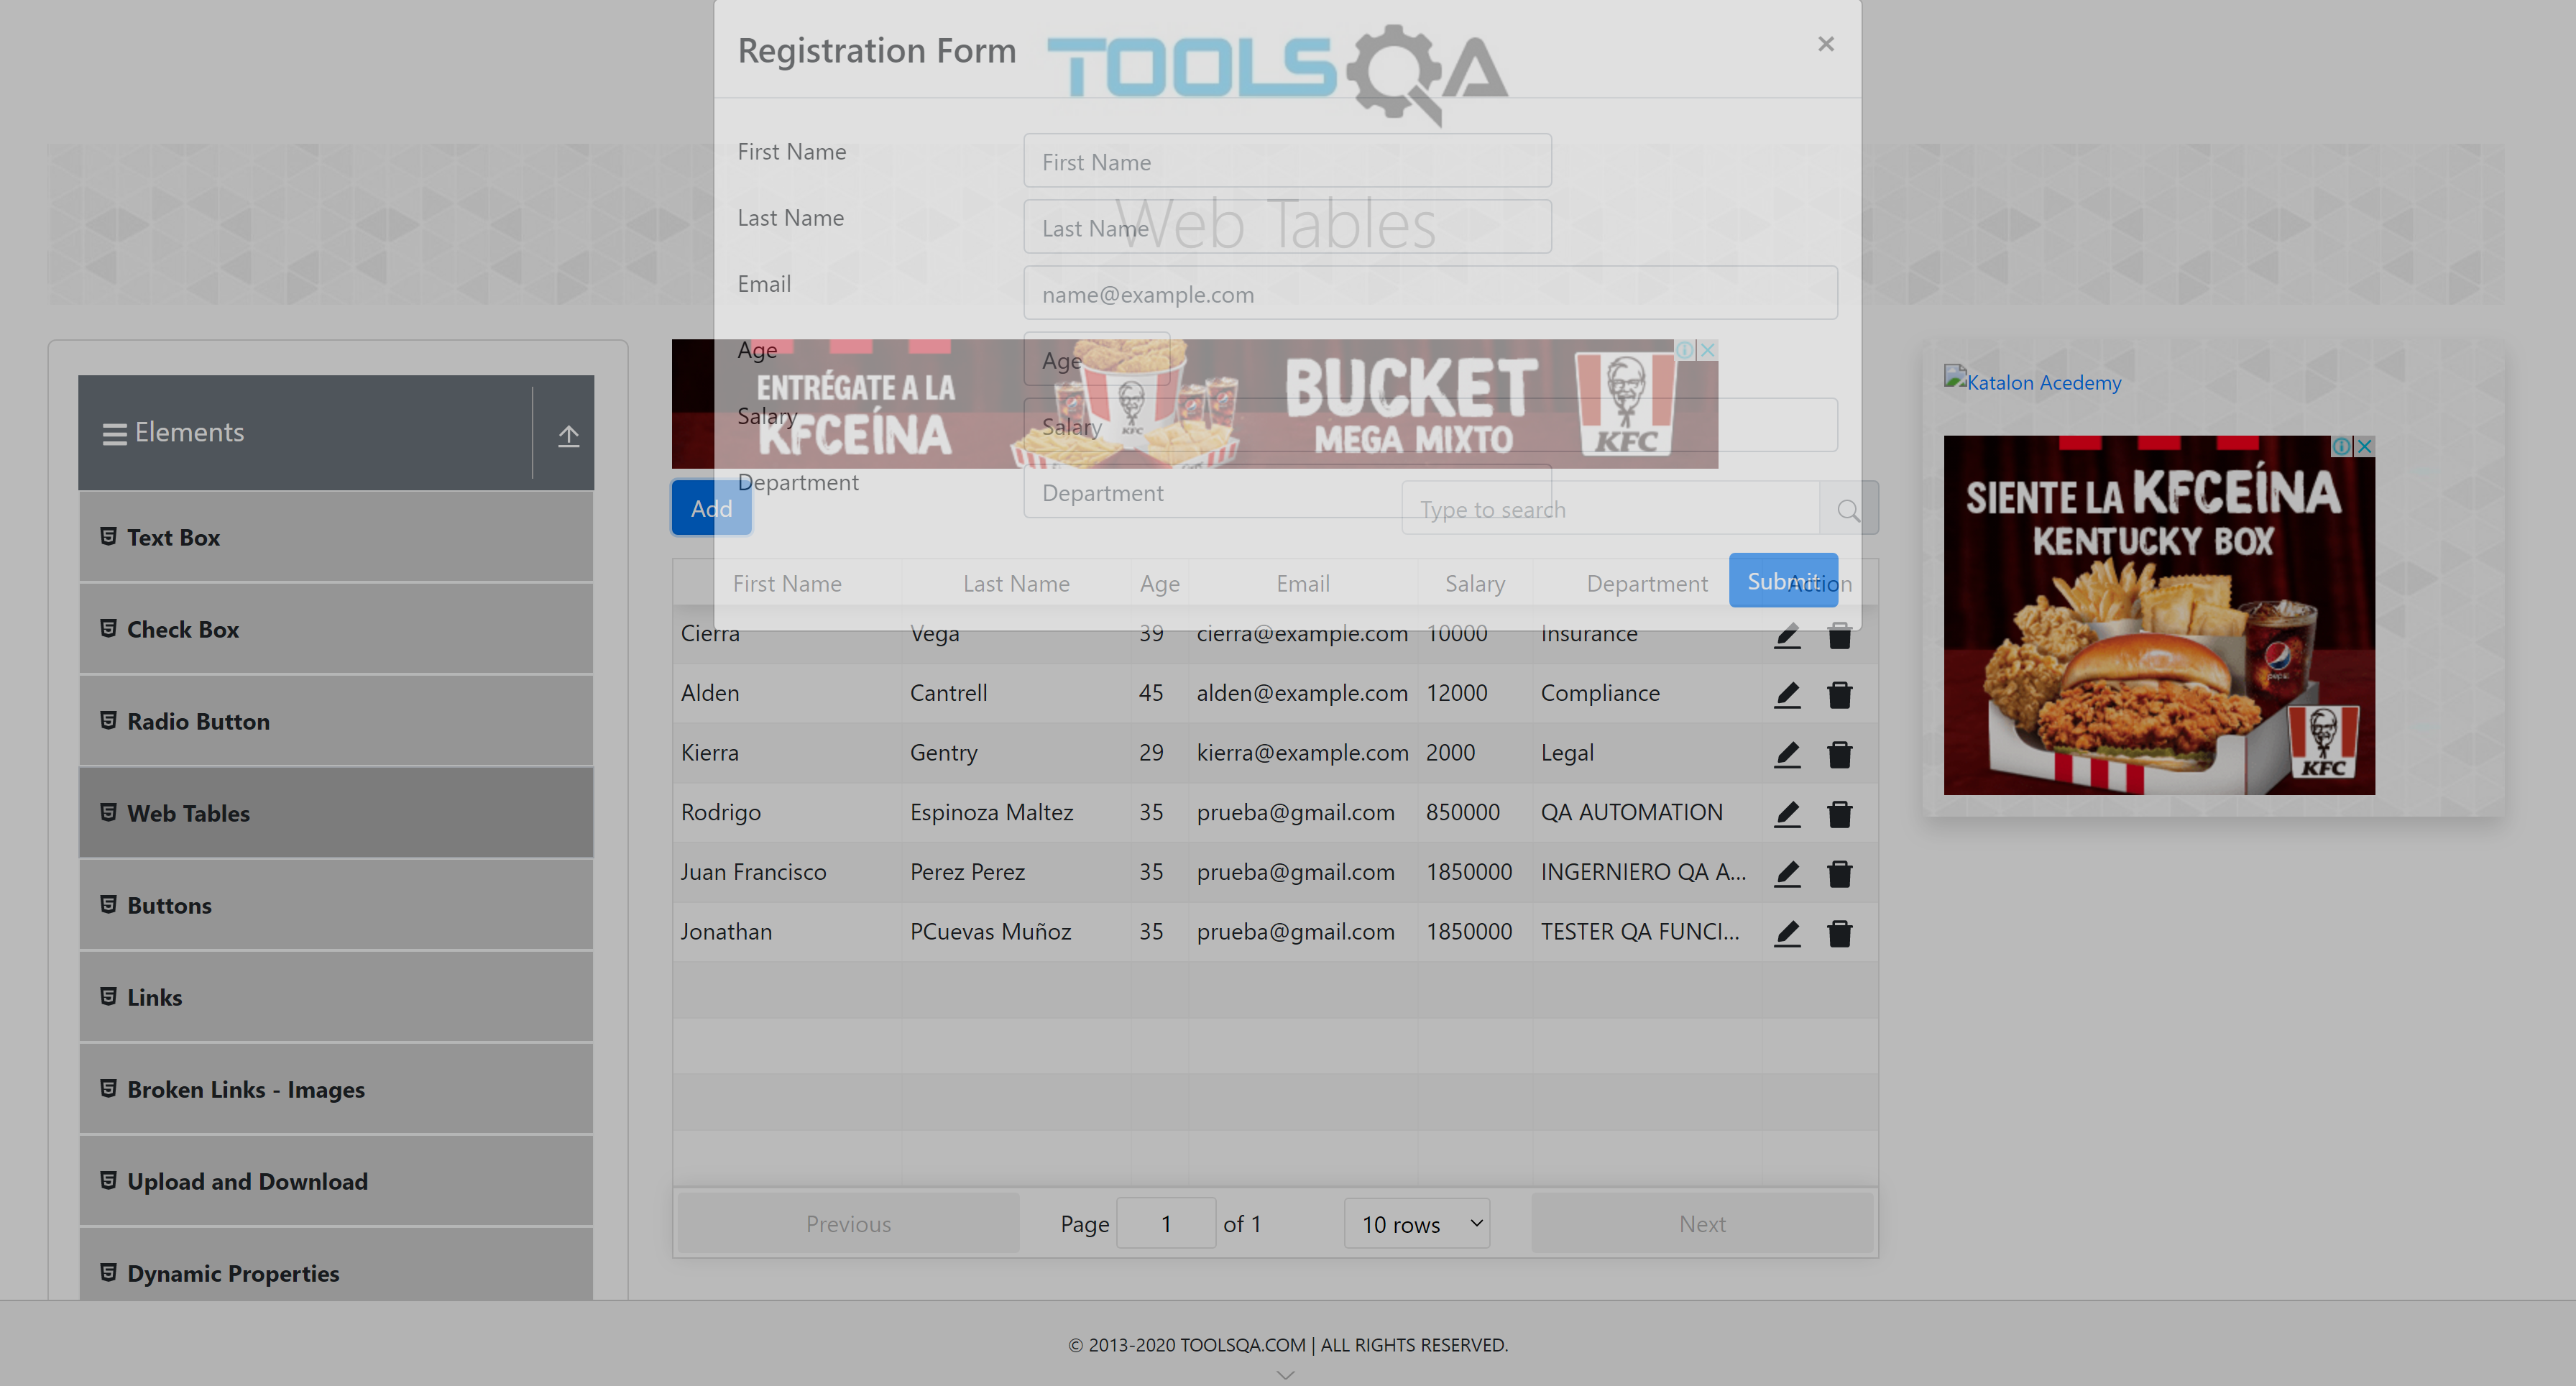 Registration Form
TOOLSQA
×
First Name
First Name
Last Name
Last Name
Web Tables
Email
name@example.com
Age
Age
Salary
Salary
Department
Department
ENTRÉGATE A LA
KFCEÍNA
KFC
BUCKET
MEGA MIXTO
KFC
Add
Type to search
Submit
First Name Last Name Age Email Salary Department Action
Cierra Vega 39 cierra@example.com 10000 Insurance
Alden Cantrell 45 alden@example.com 12000 Compliance
Kierra Gentry 29 kierra@example.com 2000 Legal
Rodrigo Espinoza Maltez 35 prueba@gmail.com 850000 QA AUTOMATION
Juan Francisco Perez Perez 35 prueba@gmail.com 1850000 INGERNIERO QA A...
Jonathan PCuevas Muñoz 35 prueba@gmail.com 1850000 TESTER QA FUNCI...
Previous
Page 1 of 1
10 rows
Next
Elements
Text Box
Check Box
Radio Button
Web Tables
Buttons
Links
Broken Links - Images
Upload and Download
Dynamic Properties
Katalon Acedemy
SIENTE LA KFCEÍNA
KENTUCKY BOX
pepsi
KFC
© 2013-2020 TOOLSQA.COM | ALL RIGHTS RESERVED.